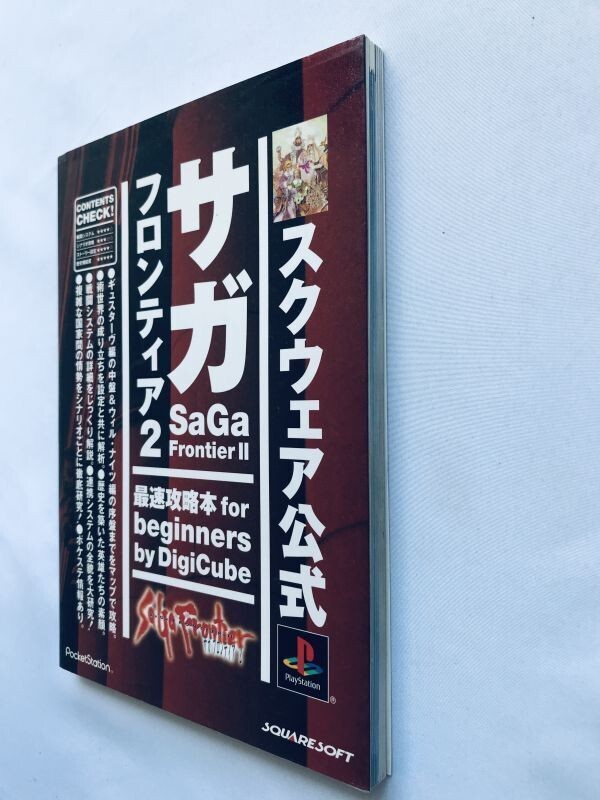 スクウェア公式
サガ
SaGa
Frontier II
フロンティア2
最速攻略本 for
beginners
by DigiCube
CONTENTS
CHECK!
●ギュスターヴ編の中盤&ウィル・ナイツ編の序盤までをマップで攻略。
●術世界の成り立ちを設定と共に解析。●歴史を築いた英雄たちの素顔。
●戦闘システムの詳細をじっくり解説。●連携システムの全貌を大研究!
●複雑な国家間の情勢をシナリオごとに徹底研究!●ポケステ情報あり。
SaGa Frontier
PocketStation™
PlayStation
®
SQUARESOFT